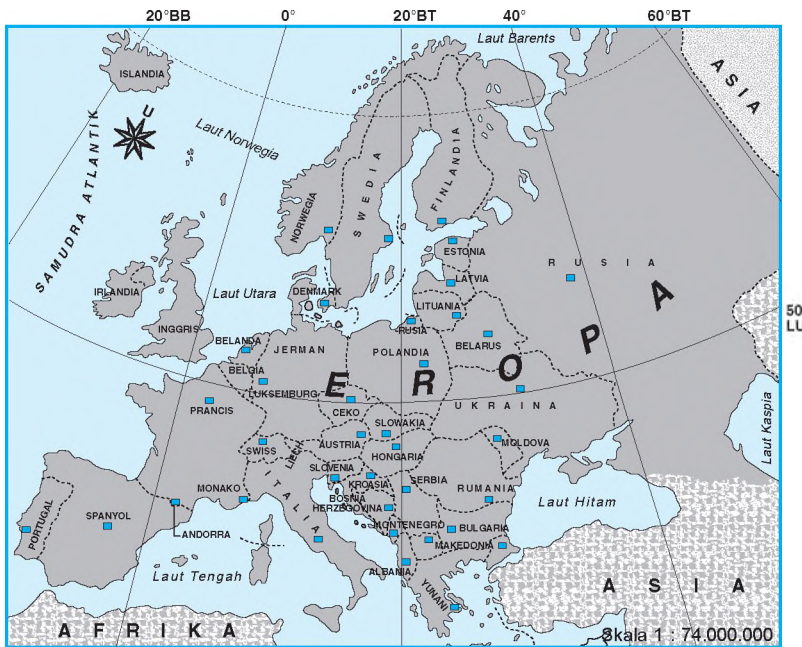 20°BB 0° 20°BT 40° 60°BT
Laut Barents
ISLANDIA
ASIA
U
Laut Norwegia
SAMUDRA ATLANTIK
NORWEGIA
SWEDIA
FINLANDIA
RUSIA
ESTONIA
LATVIA
IRLANDIA
Laut Utara
DENMARK
LITUANIA
RUSIA
INGGRIS
BELANDA
JERMAN
POLANDIA
BELARUS
EROPA
50°
LU
BELGIA
LUKSEMBURG
PRANCIS
CEKO
UKRAINA
SLOWAKIA
AUSTRIA
MOLDOVA
Laut Kaspia
SWISS
LIECH.
HONGARIA
SLOVENIA
KROASIA
SERBIA
RUMANIA
MONAKO
ITALIA
BOSNIA
HERZEGOVINA
Laut Hitam
PORTUGAL
SPANYOL
ANDORRA
MONTENEGRO
BULGARIA
MAKEDONIA
Laut Tengah
ALBANIA
YUNANI
ASIA
AFRIKA
Skala 1 : 74.000.000